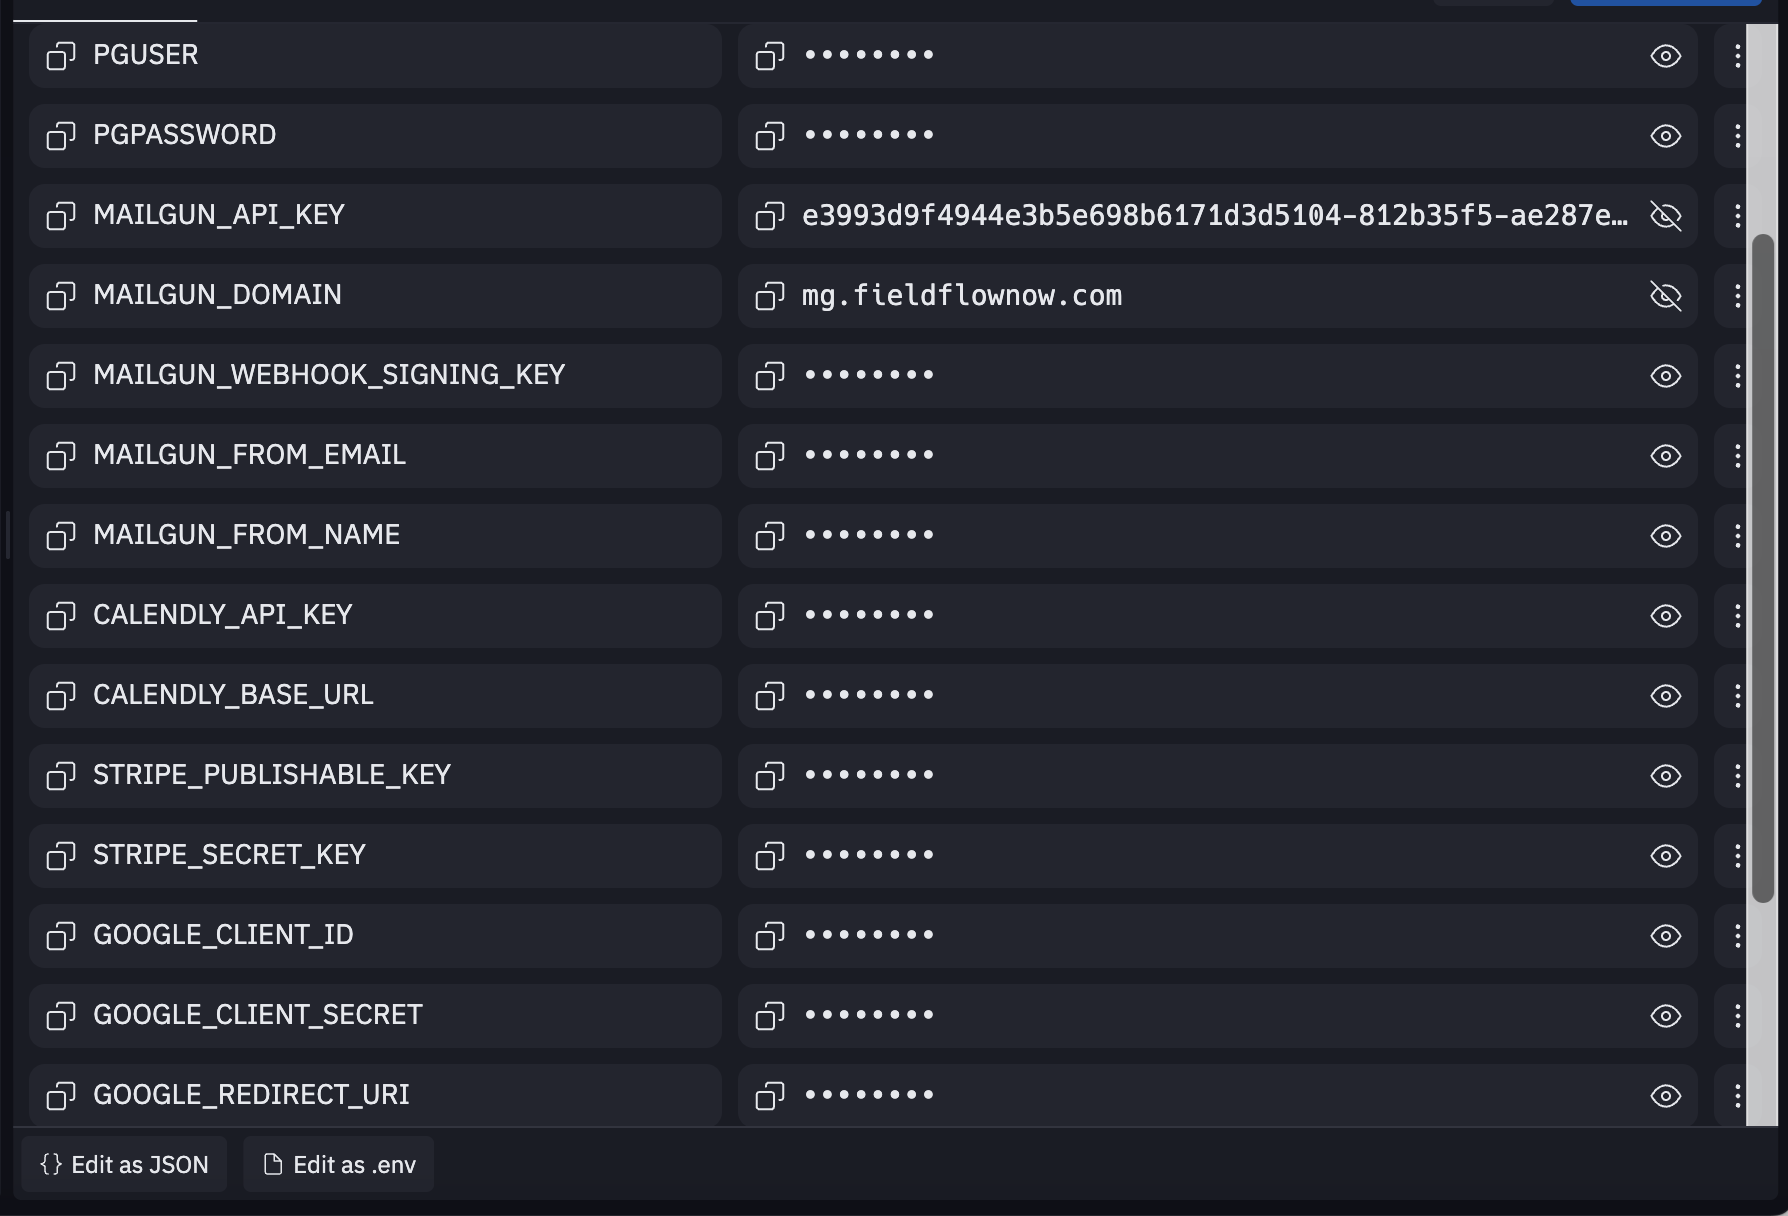 PGUSER ••••••••
PGPASSWORD ••••••••
MAILGUN_API_KEY e3993d9f4944e3b5e698b6171d3d5104-812b35f5-ae287e…
MAILGUN_DOMAIN mg.fieldflownow.com
MAILGUN_WEBHOOK_SIGNING_KEY ••••••••
MAILGUN_FROM_EMAIL ••••••••
MAILGUN_FROM_NAME ••••••••
CALENDLY_API_KEY ••••••••
CALENDLY_BASE_URL ••••••••
STRIPE_PUBLISHABLE_KEY ••••••••
STRIPE_SECRET_KEY ••••••••
GOOGLE_CLIENT_ID ••••••••
GOOGLE_CLIENT_SECRET ••••••••
GOOGLE_REDIRECT_URI ••••••••
{} Edit as JSON Edit as .env